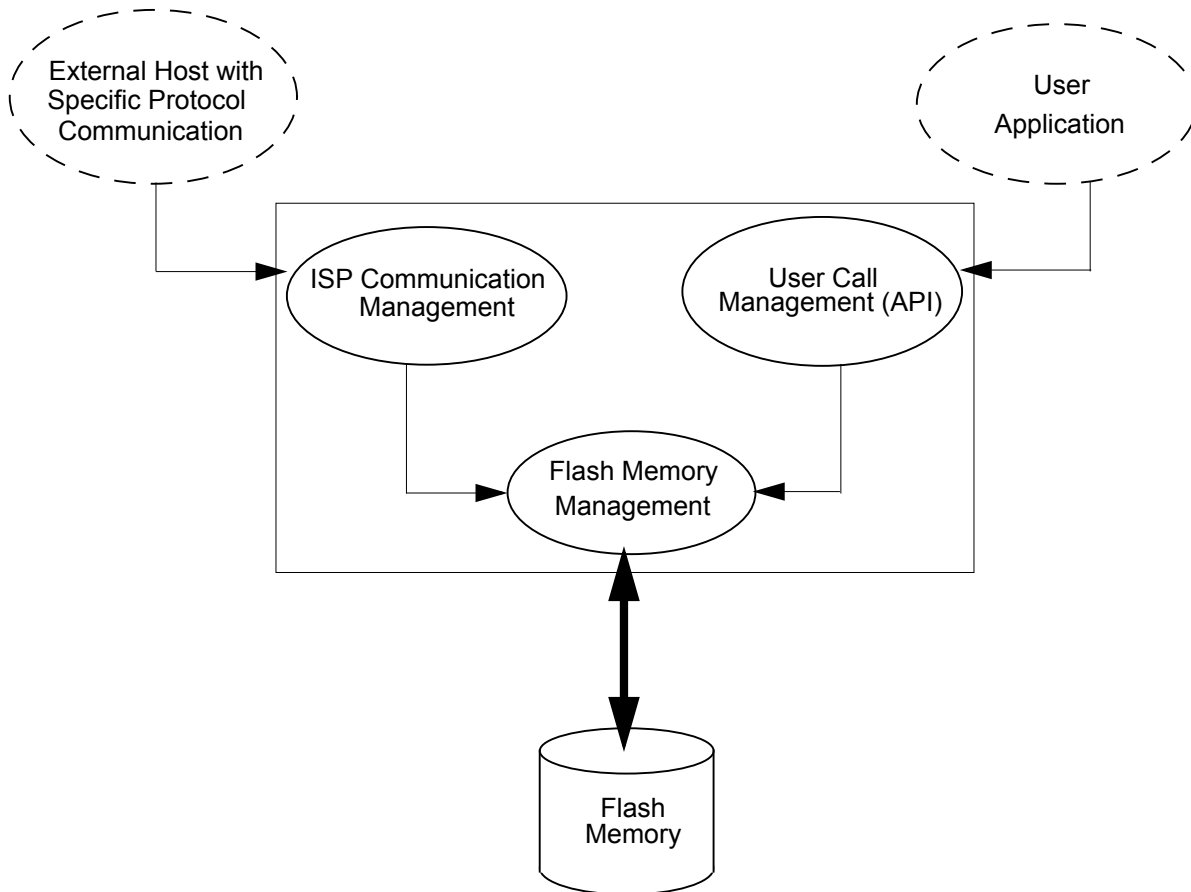 External Host with
Specific Protocol
Communication
User
Application
ISP Communication
Management
User Call
Management (API)
Flash Memory
Management
Flash
Memory